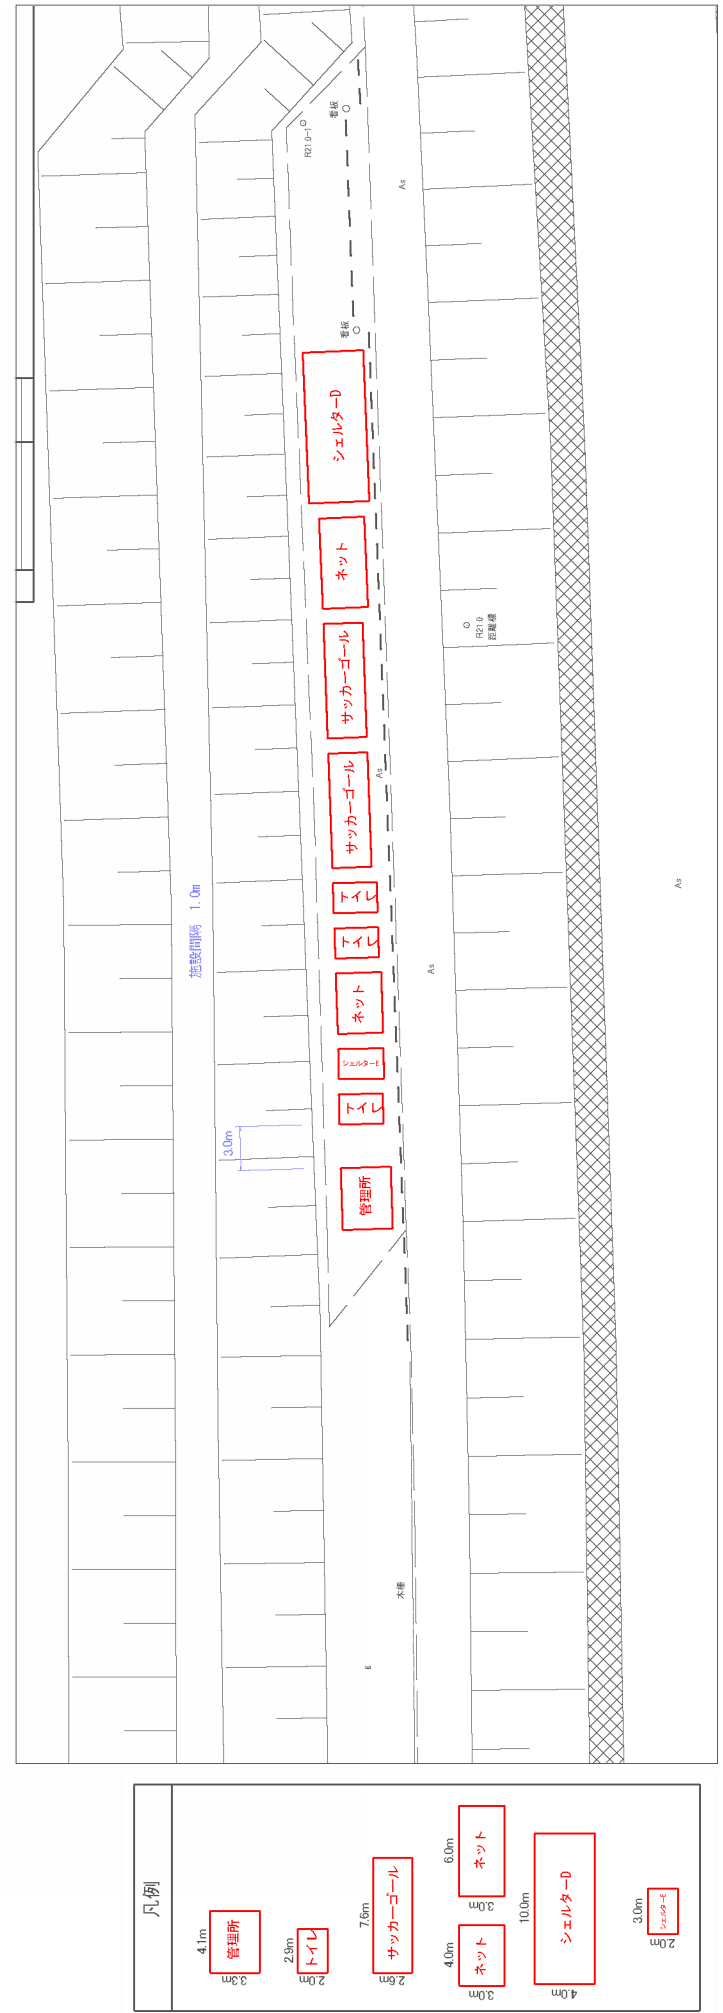 看板
R21.0-1
As
看板
シェルターD
ネット
R21.0
距離標
サッカーゴール
As
サッカーゴール
施設間隔 1.0m
As
トイレ
トイレ
As
ネット
シェルターE
トイレ
3.0m
管理所
木柵
g
凡例
4.1m
管理所
3.3m
2.9m
トイレ
2.0m
7.6m
サッカーゴール
2.6m
6.0m
ネット
3.0m
4.0m
ネット
3.0m
10.0m
シェルターD
4.0m
3.0m
シェルターE
2.0m